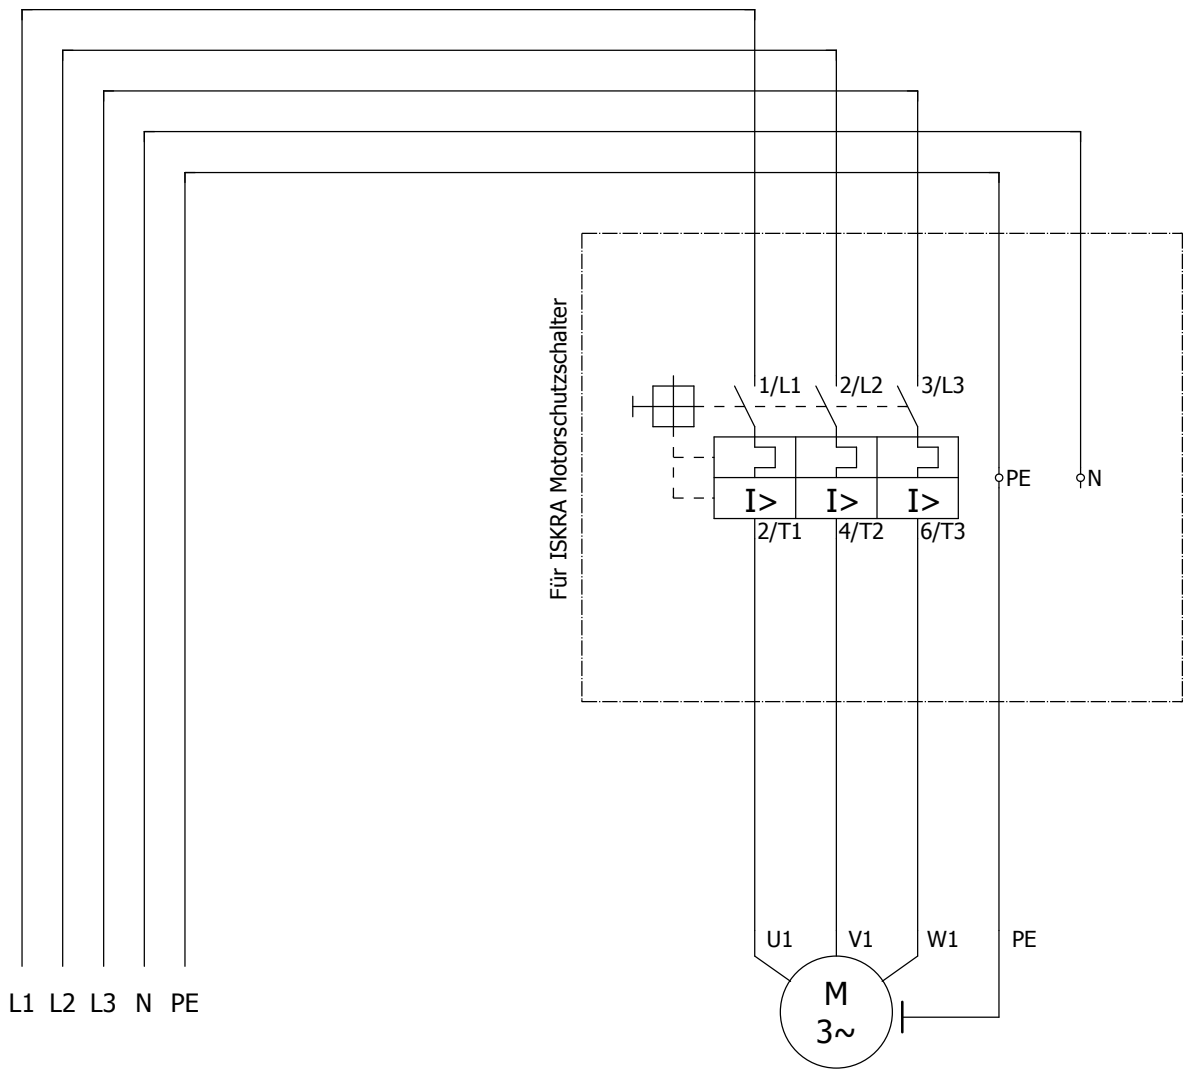 Für ISKRA Motorschutzschalter
1/L1 2/L2 3/L3
PE N
I> I> I>
2/T1 4/T2 6/T3
U1 V1 W1 PE
M
3~
L1 L2 L3 N PE